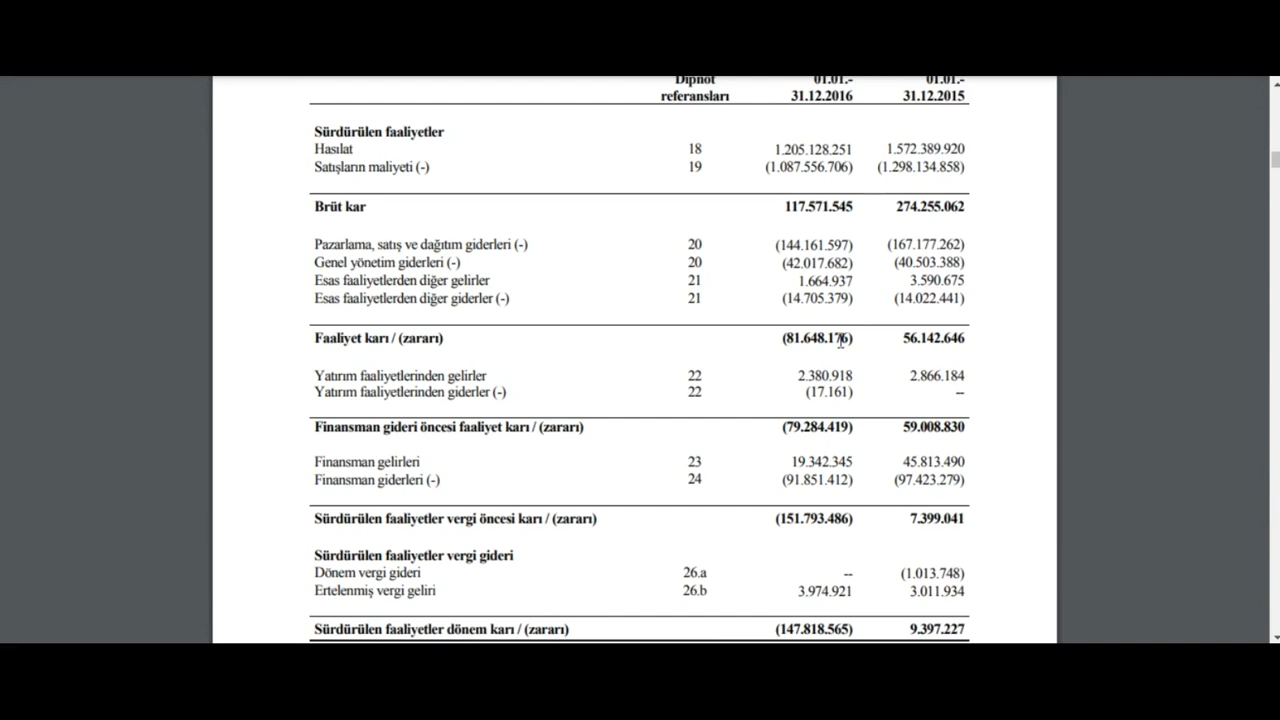 Dipnot 01.01.- 01.01.-
referansları 31.12.2016 31.12.2015
Sürdürülen faaliyetler
Hasılat 18 1.205.128.251 1.572.389.920
Satışların maliyeti (-) 19 (1.087.556.706) (1.298.134.858)
Brüt kar 117.571.545 274.255.062
Pazarlama, satış ve dağıtım giderleri (-) 20 (144.161.597) (167.177.262)
Genel yönetim giderleri (-) 20 (42.017.682) (40.503.388)
Esas faaliyetlerden diğer gelirler 21 1.664.937 3.590.675
Esas faaliyetlerden diğer giderler (-) 21 (14.705.379) (14.022.441)
Faaliyet karı / (zararı) (81.648.176) 56.142.646
Yatırım faaliyetlerinden gelirler 22 2.380.918 2.866.184
Yatırım faaliyetlerinden giderler (-) 22 (17.161) --
Finansman gideri öncesi faaliyet karı / (zararı) (79.284.419) 59.008.830
Finansman gelirleri 23 19.342.345 45.813.490
Finansman giderleri (-) 24 (91.851.412) (97.423.279)
Sürdürülen faaliyetler vergi öncesi karı / (zararı) (151.793.486) 7.399.041
Sürdürülen faaliyetler vergi gideri
Dönem vergi gideri 26.a -- (1.013.748)
Ertelenmiş vergi geliri 26.b 3.974.921 3.011.934
Sürdürülen faaliyetler dönem karı / (zararı) (147.818.565) 9.397.227